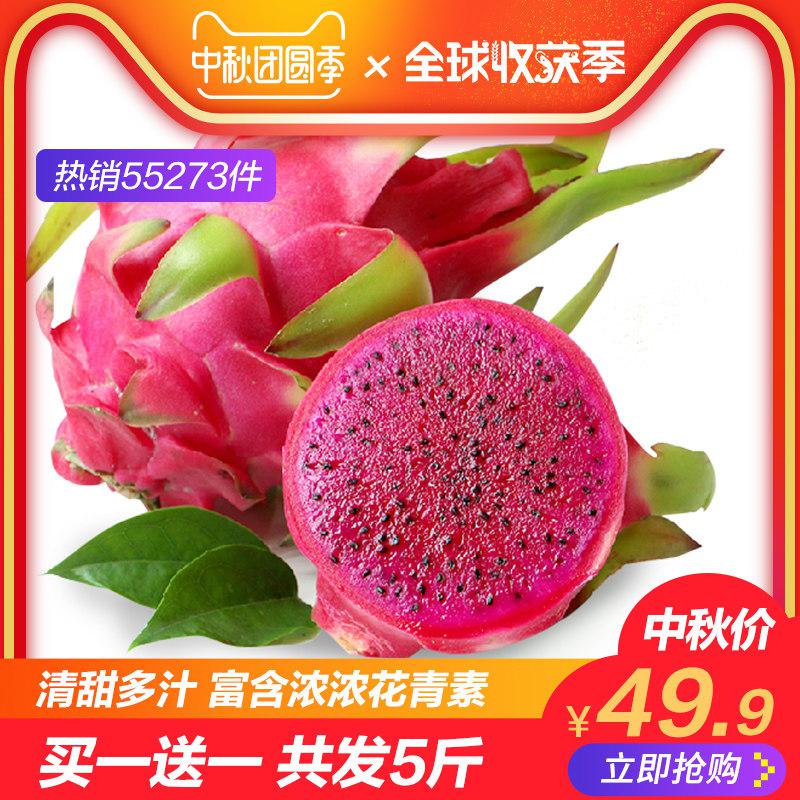 中秋团圆季 × 全球收获季
热销55273件
中秋价
清甜多汁 富含浓浓花青素
¥49.9
买一送一 共发5斤
立即抢购